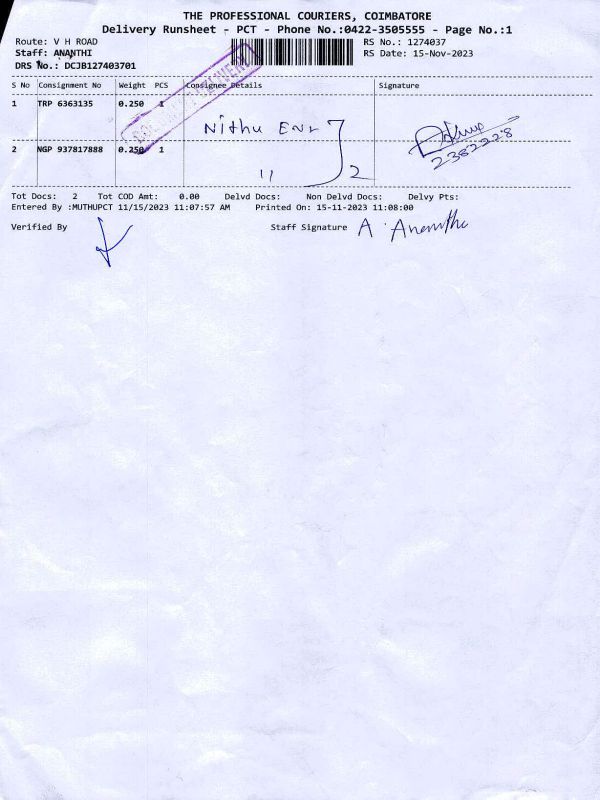 THE PROFESSIONAL COURIERS, COIMBATORE
Delivery Runsheet - PCT - Phone No.:0422-3505555 - Page No.:1
Route: V H ROAD RS No.: 1274037
Staff: ANANTHI RS Date: 15-Nov-2023
DRS No.: DCJB127403701
S No Consignment No Weight PCS Consignee Details Signature
1 TRP 6363135 0.250 1
Nithu
2 NGP 937817888 0.250 1
11 2
2382228
Tot Docs: 2 Tot COD Amt: 0.00 Delvd Docs: Non Delvd Docs: Delvy Pts:
Entered By :MUTHUPCT 11/15/2023 11:07:57 AM Printed On: 15-11-2023 11:08:00
Verified By Staff Signature A. Ananthi